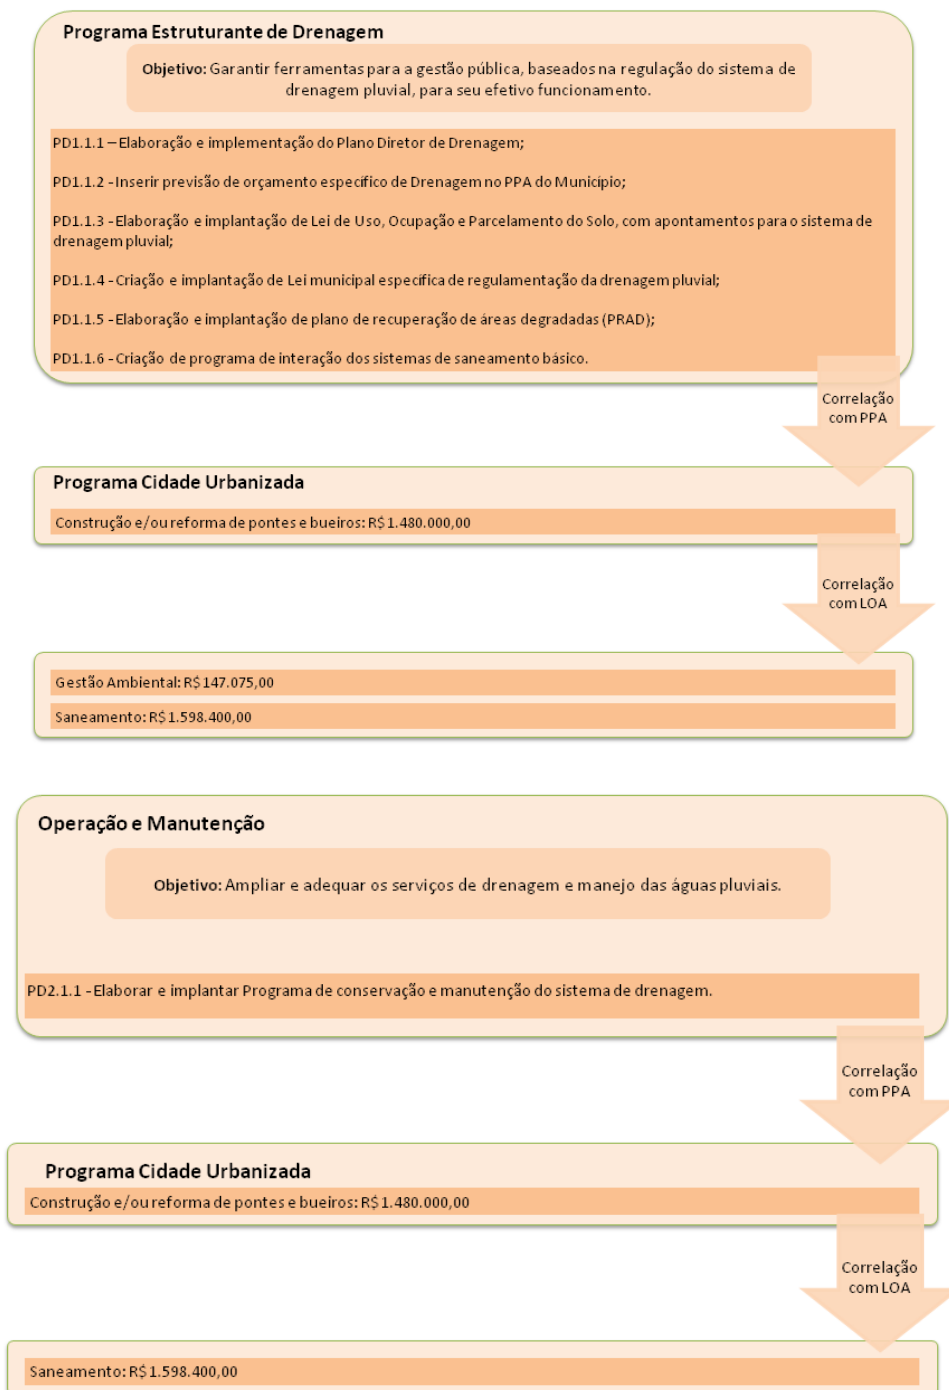 Programa Estruturante de Drenagem
Objetivo: Garantir ferramentas para a gestão pública, baseados na regulação do sistema de
drenagem pluvial, para seu efetivo funcionamento.
PD1.1.1 – Elaboração e implementação do Plano Diretor de Drenagem;
PD1.1.2 - Inserir previsão de orçamento específico de Drenagem no PPA do Município;
PD1.1.3 - Elaboração e implantação de Lei de Uso, Ocupação e Parcelamento do Solo, com apontamentos para o sistema de
drenagem pluvial;
PD1.1.4 - Criação e implantação de Lei municipal específica de regulamentação da drenagem pluvial;
PD1.1.5 - Elaboração e implantação de plano de recuperação de áreas degradadas (PRAD);
PD1.1.6 - Criação de programa de interação dos sistemas de saneamento básico.
Correlação
com PPA
Programa Cidade Urbanizada
Construção e/ou reforma de pontes e bueiros: R$1.480.000,00
Correlação
com LOA
Gestão Ambiental: R$147.075,00
Saneamento: R$1.598.400,00
Operação e Manutenção
Objetivo: Ampliar e adequar os serviços de drenagem e manejo das águas pluviais.
PD2.1.1 - Elaborar e implantar Programa de conservação e manutenção do sistema de drenagem.
Correlação
com PPA
Programa Cidade Urbanizada
Construção e/ou reforma de pontes e bueiros: R$1.480.000,00
Correlação
com LOA
Saneamento: R$1.598.400,00